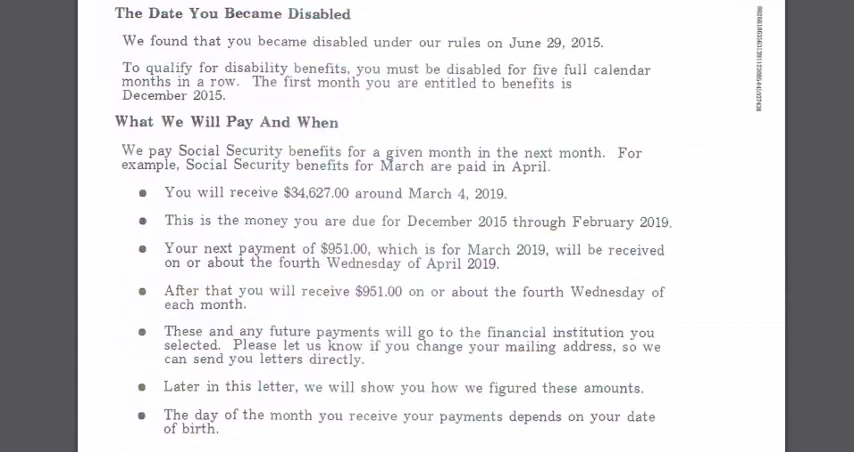 The Date You Became Disabled
We found that you became disabled under our rules on June 29, 2015.
To qualify for disability benefits, you must be disabled for five full calendar
months in a row. The first month you are entitled to benefits is
December 2015.
What We Will Pay And When
We pay Social Security benefits for a given month in the next month. For
example, Social Security benefits for March are paid in April.
● You will receive $34,627.00 around March 4, 2019.
● This is the money you are due for December 2015 through February 2019.
● Your next payment of $951.00, which is for March 2019, will be received
on or about the fourth Wednesday of April 2019.
● After that you will receive $951.00 on or about the fourth Wednesday of
each month.
● These and any future payments will go to the financial institution you
selected. Please let us know if you change your mailing address, so we
can send you letters directly.
● Later in this letter, we will show you how we figured these amounts.
● The day of the month you receive your payments depends on your date
of birth.